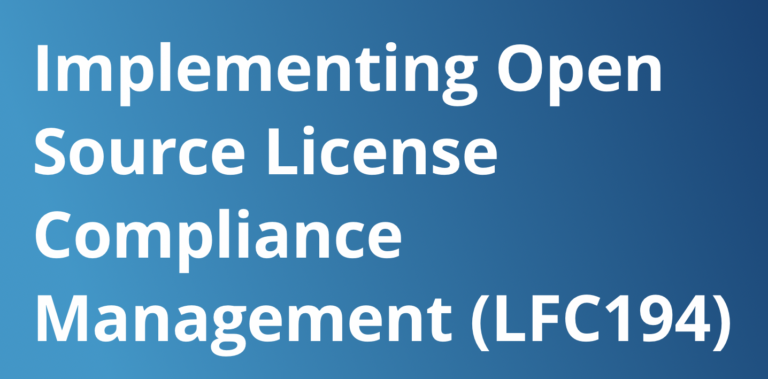 Implementing Open
Source License
Compliance
Management (LFC194)